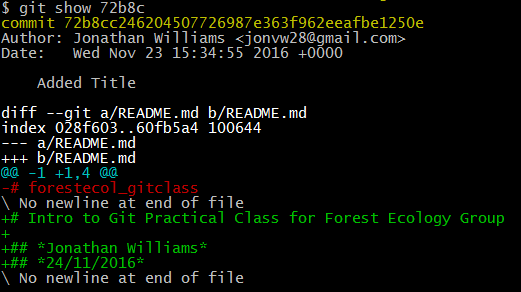 $ git show 72b8c
commit 72b8cc246204507726987e363f962eeafbe1250e
Author: Jonathan Williams <jonvw28@gmail.com>
Date:   Wed Nov 23 15:34:55 2016 +0000

    Added Title

diff --git a/README.md b/README.md
index 028f603..60fb5a4 100644
--- a/README.md
+++ b/README.md
@@ -1 +1,4 @@
-# forestecol_gitclass
\ No newline at end of file
+# Intro to Git Practical Class for Forest Ecology Group
+
+## *Jonathan Williams*
+## *24/11/2016*
\ No newline at end of file